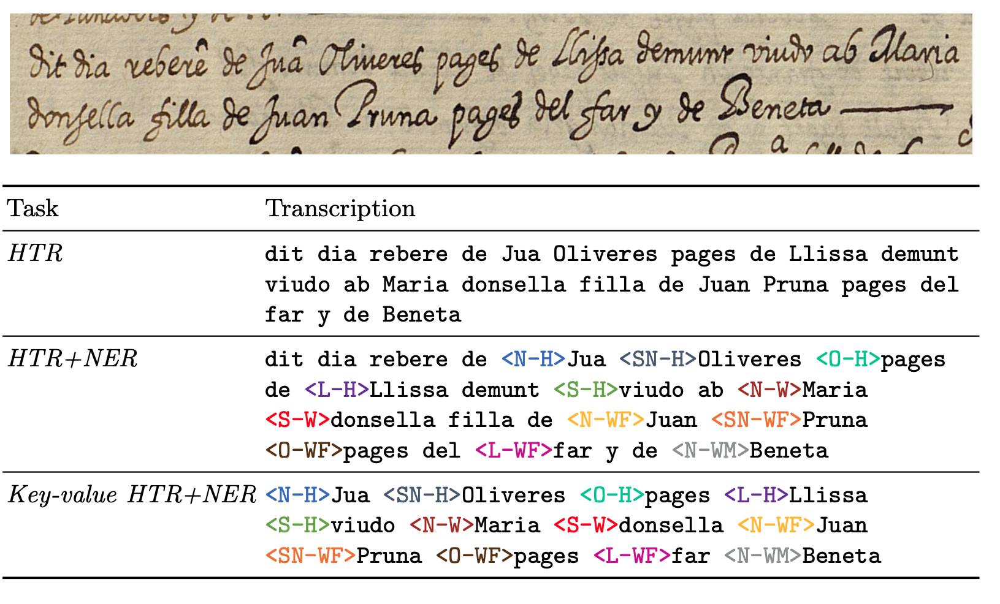 dit dia reberê de Juâ Oliveres pages de Llissa demunt viudo ab Maria
donsella filla de Juan Pruna pages del far y de Beneta
Task Transcription
HTR dit dia rebere de Jua Oliveres pages de Llissa demunt
viudo ab Maria donsella filla de Juan Pruna pages del
far y de Beneta
HTR+NER dit dia rebere de <N-H>Jua <SN-H>Oliveres <O-H>pages
de <L-H>Llissa demunt <S-H>viudo ab <N-W>Maria
<S-W>donsella filla de <N-WF>Juan <SN-WF>Pruna
<O-WF>pages del <L-WF>far y de <N-WM>Beneta
Key-value HTR+NER <N-H>Jua <SN-H>Oliveres <O-H>pages <L-H>Llissa
<S-H>viudo <N-W>Maria <S-W>donsella <N-WF>Juan
<SN-WF>Pruna <O-WF>pages <L-WF>far <N-WM>Beneta